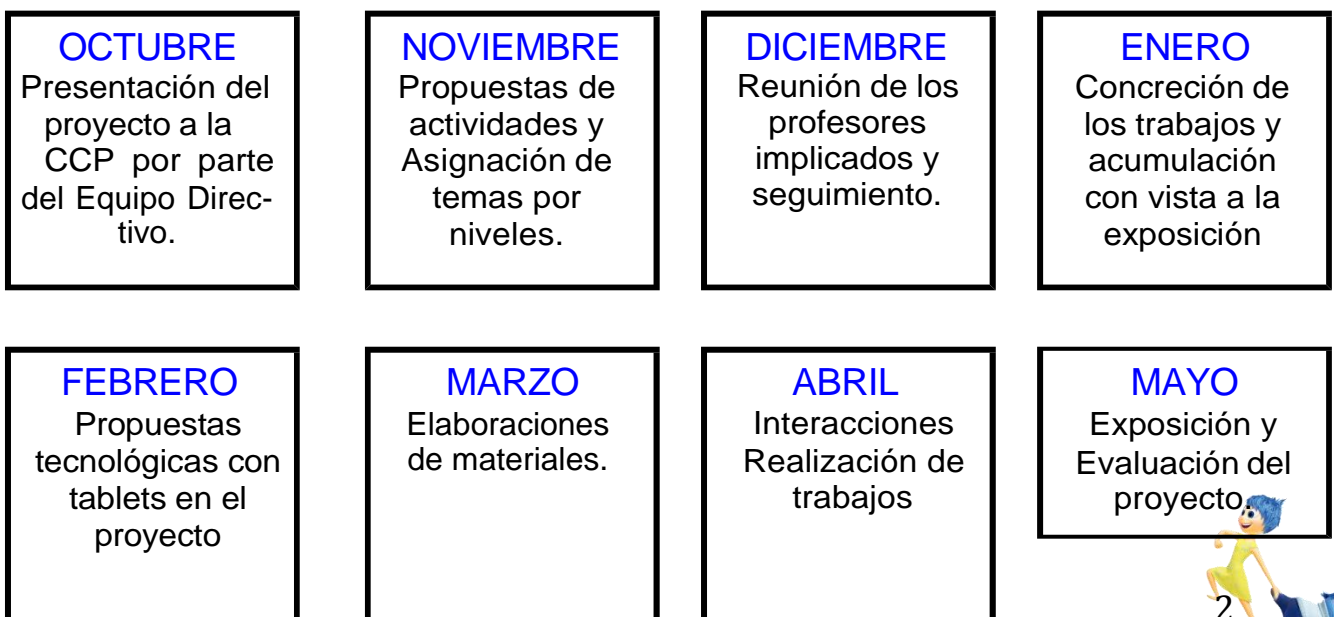 OCTUBRE
Presentación del
proyecto a la
CCP por parte
del Equipo Direc-
tivo.
NOVIEMBRE
Propuestas de
actividades y
Asignación de
temas por
niveles.
DICIEMBRE
Reunión de los
profesores
implicados y
seguimiento.
ENERO
Concreción de
los trabajos y
acumulación
con vista a la
exposición
FEBRERO
Propuestas
tecnológicas con
tablets en el
proyecto
MARZO
Elaboraciones
de materiales.
ABRIL
Interacciones
Realización de
trabajos
MAYO
Exposición y
Evaluación del
proyecto.
2